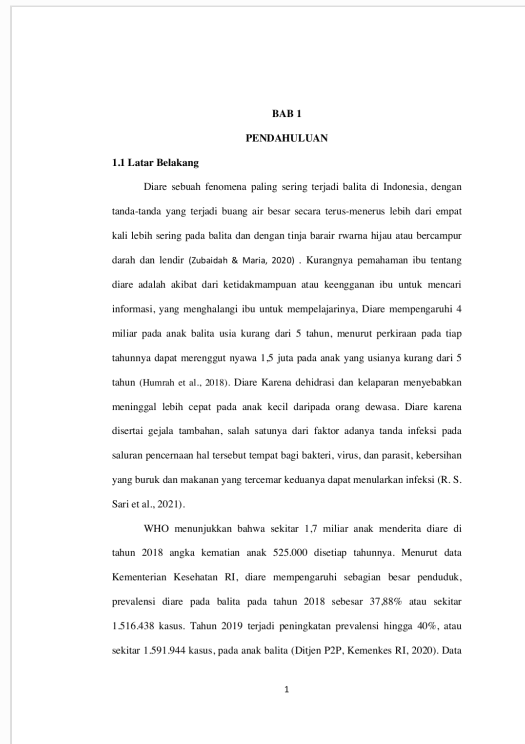 BAB 1
PENDAHULUAN
1.1 Latar Belakang
Diare sebuah fenomena paling sering terjadi balita di Indonesia, dengan
tanda-tanda yang terjadi buang air besar secara terus-menerus lebih dari empat
kali lebih sering pada balita dan dengan tinja barair rwarna hijau atau bercampur
darah dan lendir (Zubaidah & Maria, 2020) . Kurangnya pemahaman ibu tentang
diare adalah akibat dari ketidakmampuan atau keengganan ibu untuk mencari
informasi, yang menghalangi ibu untuk mempelajarinya, Diare mempengaruhi 4
miliar pada anak balita usia kurang dari 5 tahun, menurut perkiraan pada tiap
tahunnya dapat merenggut nyawa 1,5 juta pada anak yang usianya kurang dari 5
tahun (Humrah et al., 2018). Diare Karena dehidrasi dan kelaparan menyebabkan
meninggal lebih cepat pada anak kecil daripada orang dewasa. Diare karena
disertai gejala tambahan, salah satunya dari faktor adanya tanda infeksi pada
saluran pencernaan hal tersebut tempat bagi bakteri, virus, dan parasit, kebersihan
yang buruk dan makanan yang tercemar keduanya dapat menularkan infeksi (R. S.
Sari et al., 2021).
WHO menunjukkan bahwa sekitar 1,7 miliar anak menderita diare di
tahun 2018 angka kematian anak 525.000 disetiap tahunnya. Menurut data
Kementerian Kesehatan RI, diare mempengaruhi sebagian besar penduduk,
prevalensi diare pada balita pada tahun 2018 sebesar 37,88% atau sekitar
1.516.438 kasus. Tahun 2019 terjadi peningkatan prevalensi hingga 40%, atau
sekitar 1.591.944 kasus, pada anak balita (Ditjen P2P, Kemenkes RI, 2020). Data
1